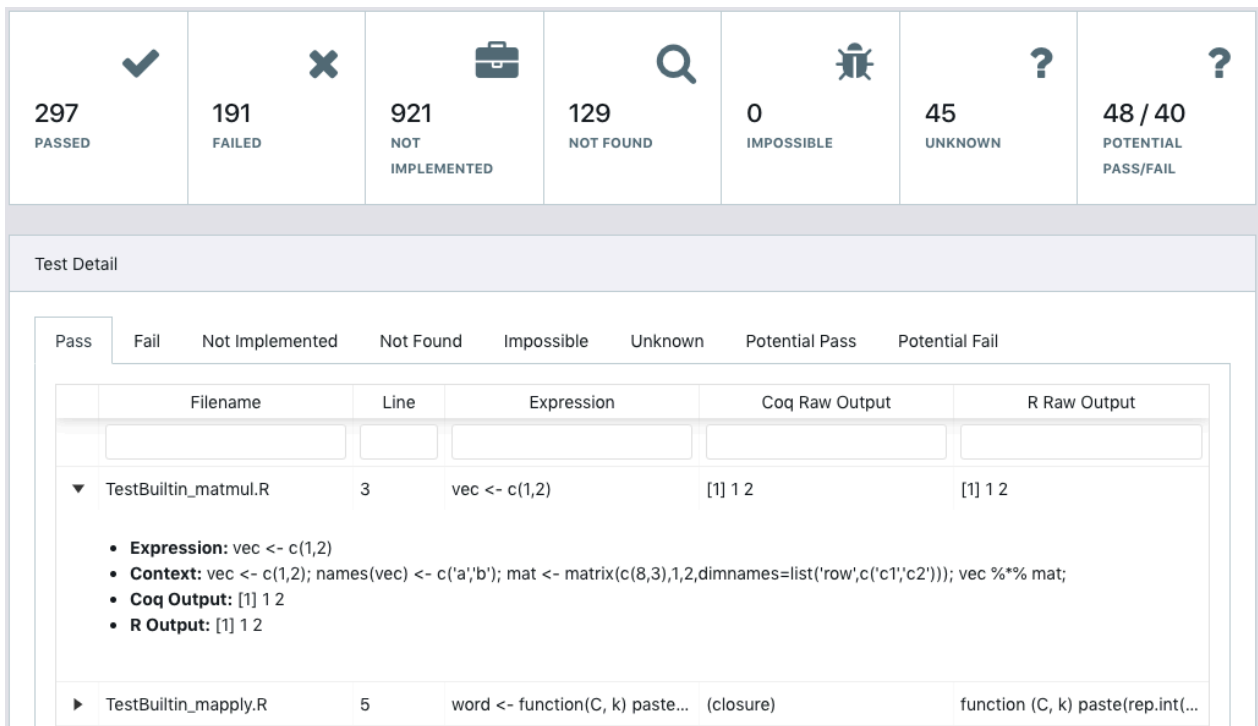 297 191 921 129 0 45 48 / 40
PASSED FAILED NOT NOT FOUND IMPOSSIBLE UNKNOWN POTENTIAL
IMPLEMENTED PASS/FAIL
Test Detail
Pass Fail Not Implemented Not Found Impossible Unknown Potential Pass Potential Fail
Filename Line Expression Coq Raw Output R Raw Output
TestBuiltin_matmul.R 3 vec <- c(1,2) [1] 1 2 [1] 1 2
• Expression: vec <- c(1,2)
• Context: vec <- c(1,2); names(vec) <- c('a','b'); mat <- matrix(c(8,3),1,2,dimnames=list('row',c('c1','c2'))); vec %*% mat;
• Coq Output: [1] 1 2
• R Output: [1] 1 2
TestBuiltin_mapply.R 5 word <- function(C, k) paste... (closure) function (C, k) paste(rep.int(...